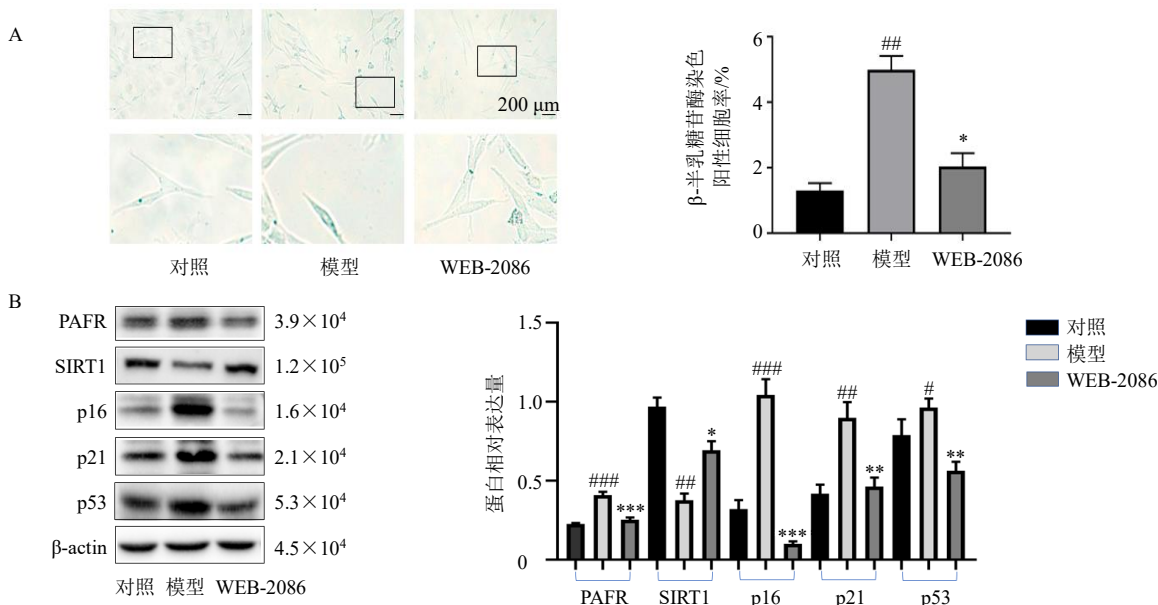 A
200 μm
对照
模型
WEB-2086
β-半乳糖苷酶染色
阳性细胞率/%
6
4
2
0
##
*
对照
模型
WEB-2086
B
PAFR
3.9×10⁴
SIRT1
1.2×10⁵
p16
1.6×10⁴
p21
2.1×10⁴
p53
5.3×10⁴
β-actin
4.5×10⁴
对照 模型 WEB-2086
蛋白相对表达量
1.5
1.0
0.5
0
###
***
##
*
###
***
##
**
#
**
PAFR
SIRT1
p16
p21
p53
对照
模型
WEB-2086